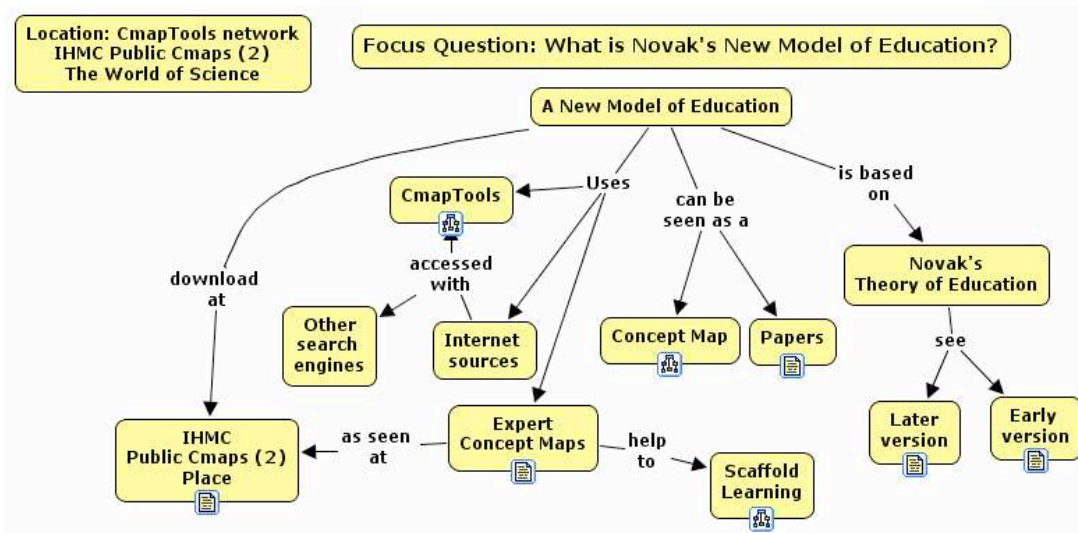 Location: CmapTools network
IHMC Public Cmaps (2)
The World of Science
Focus Question: What is Novak's New Model of Education?
A New Model of Education
Uses
CmapTools
can be
seen as a
is based
on
accessed
with
download
at
Novak's
Theory of Education
Other
search
engines
Internet
sources
Concept Map
Papers
see
IHMC
Public Cmaps (2)
Place
as seen
at
Expert
Concept Maps
help
to
Scaffold
Learning
Later
version
Early
version